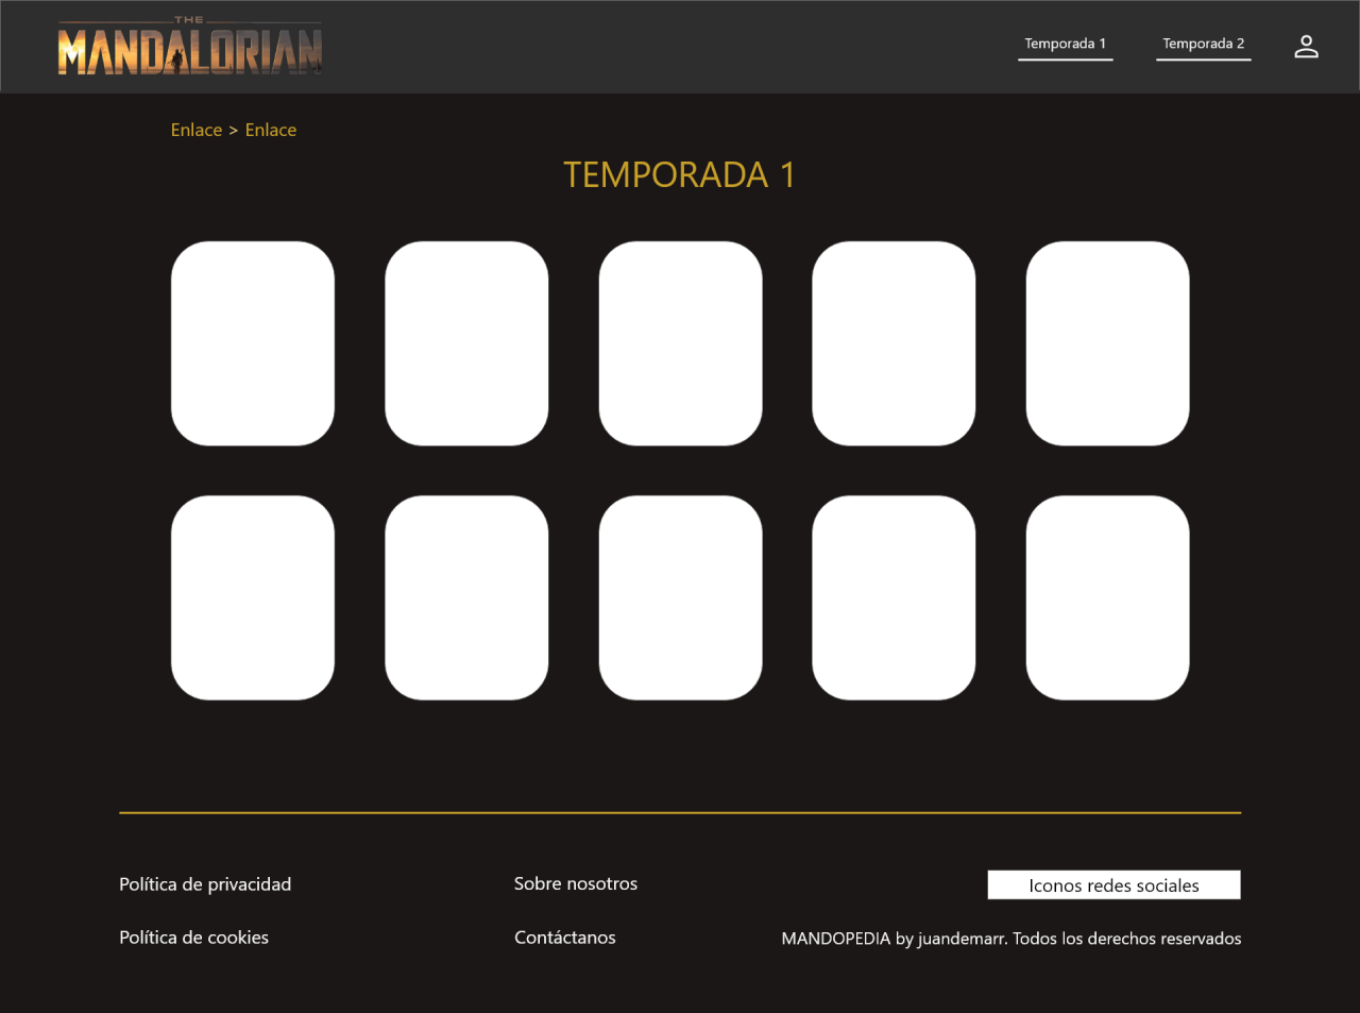 THE
MANDALORIAN
Temporada 1
Temporada 2
Enlace > Enlace
TEMPORADA 1
Política de privacidad
Sobre nosotros
Iconos redes sociales
Política de cookies
Contáctanos
MANDOPEDIA by juandemarr. Todos los derechos reservados